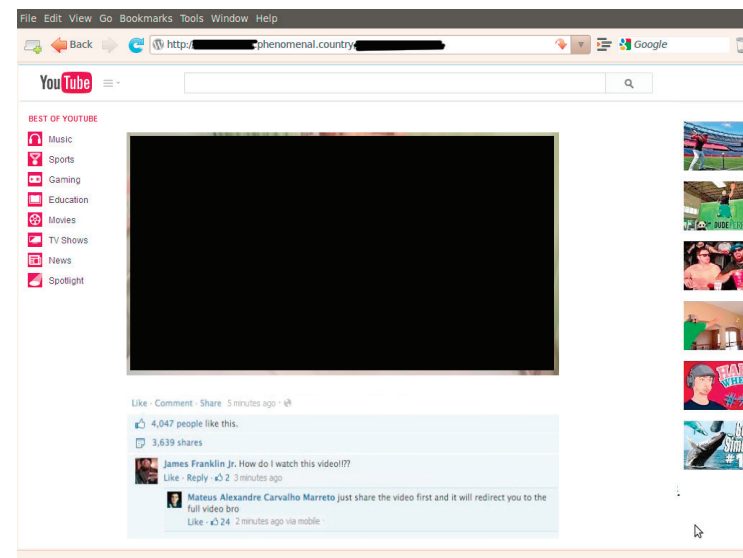 File Edit View Go Bookmarks Tools Window Help
Back http:/ phenomenal.country Google
YouTube
BEST OF YOUTUBE
Music
Sports
Gaming
Education
Movies
TV Shows
News
Spotlight
Like · Comment · Share 5 minutes ago ·
4,047 people like this.
3,639 shares
James Franklin Jr. How do I watch this video!!??
Like · Reply · 2 3 minutes ago
Mateus Alexandre Carvalho Marreto just share the video first and it will redirect you to the
full video bro
Like · 24 2 minutes ago via mobile ·
DUDE